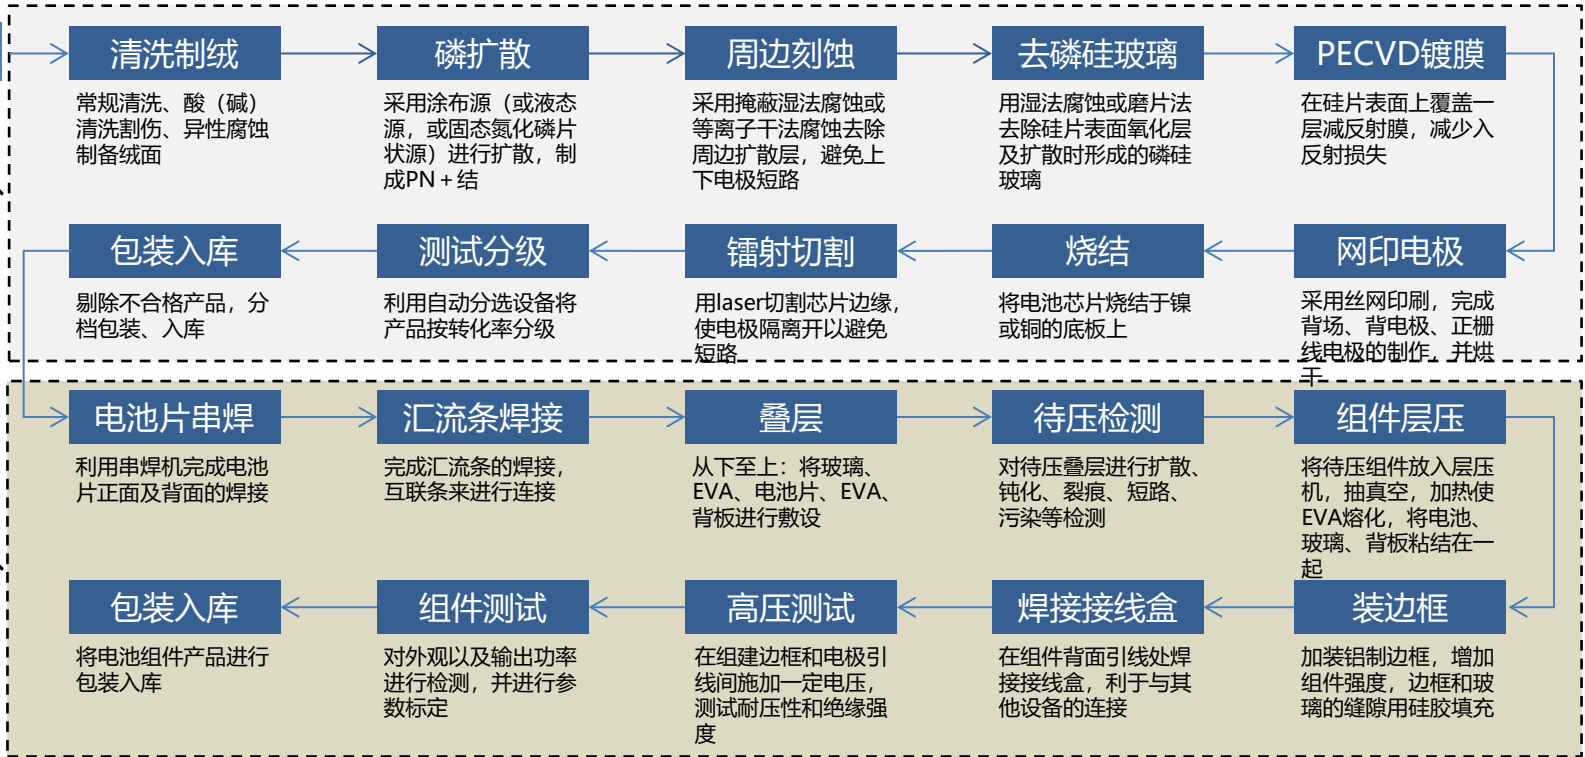 清洗制绒
常规清洗、酸（碱）
清洗割伤、异性腐蚀
制备绒面
磷扩散
采用涂布源（或液态
源，或固态氮化磷片
状源）进行扩散，制
成PN＋结
周边刻蚀
采用掩蔽湿法腐蚀或
等离子干法腐蚀去除
周边扩散层，避免上
下电极短路
去磷硅玻璃
用湿法腐蚀或磨片法
去除硅片表面氧化层
及扩散时形成的磷硅
玻璃
PECVD镀膜
在硅片表面上覆盖一
层减反射膜，减少入
反射损失
网印电极
采用丝网印刷，完成
背场、背电极、正栅
线电极的制作，并烘
干
烧结
将电池芯片烧结于镍
或铜的底板上
镭射切割
用laser切割芯片边缘，
使电极隔离开以避免
短路
测试分级
利用自动分选设备将
产品按转化率分级
包装入库
剔除不合格产品，分
档包装、入库
电池片串焊
利用串焊机完成电池
片正面及背面的焊接
汇流条焊接
完成汇流条的焊接，
互联条来进行连接
叠层
从下至上：将玻璃、
EVA、电池片、EVA、
背板进行敷设
待压检测
对待压叠层进行扩散、
钝化、裂痕、短路、
污染等检测
组件层压
将待压组件放入层压
机，抽真空，加热使
EVA熔化，将电池、
玻璃、背板粘结在一
起
装边框
加装铝制边框，增加
组件强度，边框和玻
璃的缝隙用硅胶填充
焊接接线盒
在组件背面引线处焊
接接线盒，利于与其
他设备的连接
高压测试
在组建边框和电极引
线间施加一定电压，
测试耐压性和绝缘强
度
组件测试
对外观以及输出功率
进行检测，并进行参
数标定
包装入库
将电池组件产品进行
包装入库